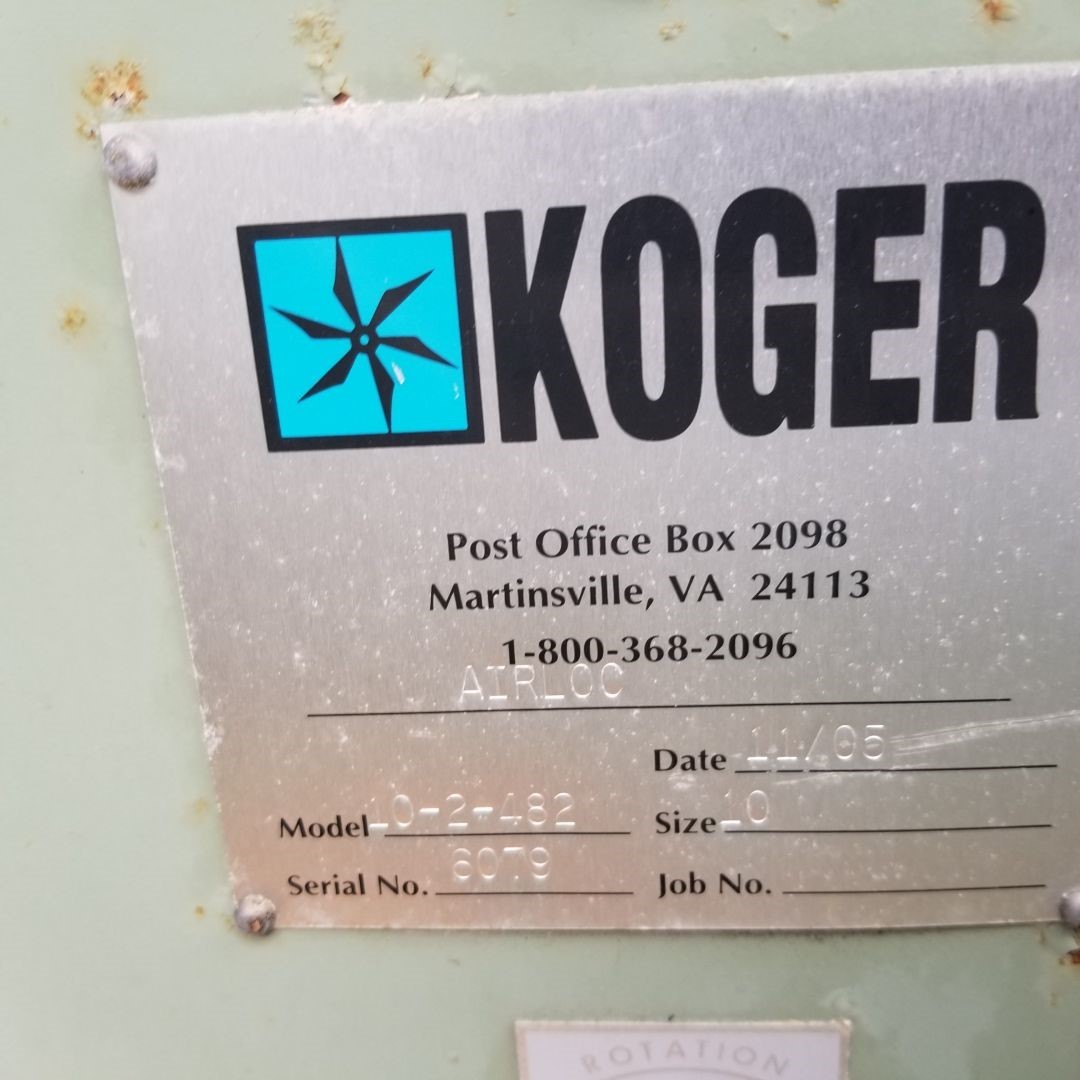 KOGER
Post Office Box 2098
Martinsville, VA 24113
1-800-368-2096
AIRLOC
Date 11/05
Model 10-2-482 Size 10
Serial No. 6079 Job No.
ROTATION